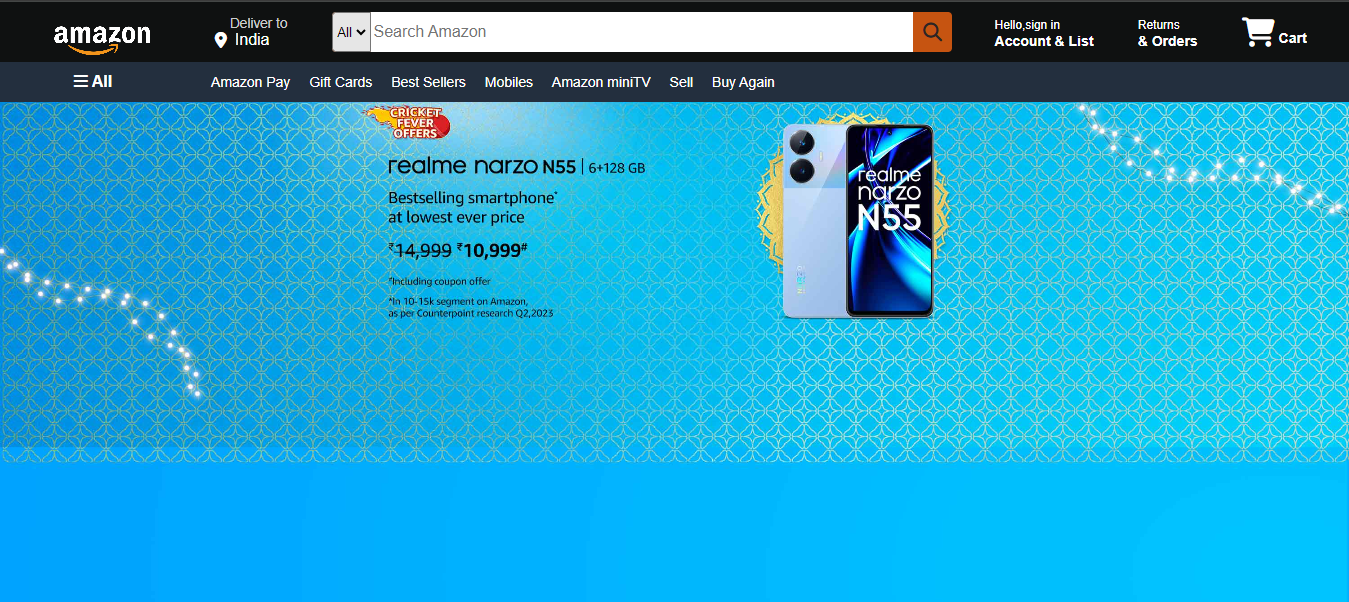 amazon
Deliver to
India
All
Search Amazon
Hello,sign in
Account & List
Returns
& Orders
Cart
All
Amazon Pay Gift Cards Best Sellers Mobiles Amazon miniTV Sell Buy Again
CRICKET
FEVER
OFFERS
realme narzo N55 | 6+128 GB
Bestselling smartphone*
at lowest ever price
₹14,999 ₹10,999#
#Including coupon offer
*In 10-15k segment on Amazon,
as per Counterpoint research Q2,2023
realme
narzo
N55